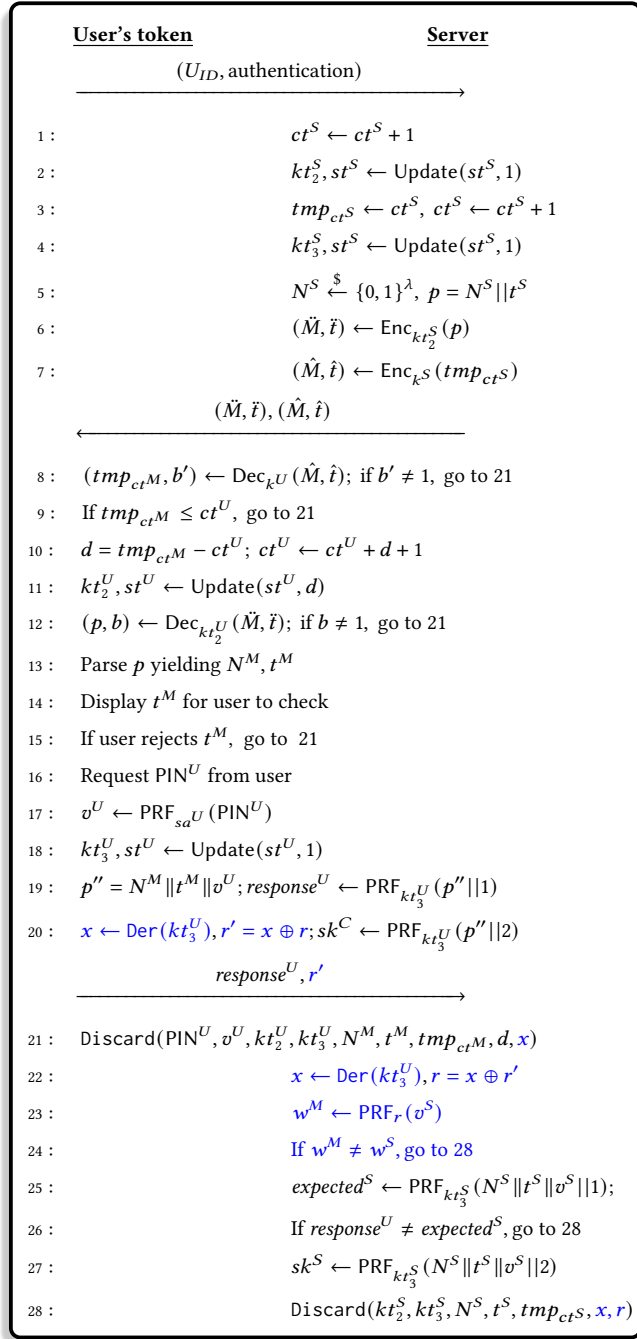 User's token Server
(U_ID, authentication)
1 : ct^S ← ct^S + 1
2 : kt_2^S, st^S ← Update(st^S, 1)
3 : tmp_{ct^S} ← ct^S, ct^S ← ct^S + 1
4 : kt_3^S, st^S ← Update(st^S, 1)
5 : N^S ←$ {0, 1}^λ, p = N^S||t^S
6 : (M̈, ẗ) ← Enc_{kt_2^S}(p)
7 : (M̂, t̂) ← Enc_{k^S}(tmp_{ct^S})
(M̈, ẗ), (M̂, t̂)
8 : (tmp_{ct^M}, b′) ← Dec_{k^U}(M̂, t̂); if b′ ≠ 1, go to 21
9 : If tmp_{ct^M} ≤ ct^U, go to 21
10 : d = tmp_{ct^M} − ct^U; ct^U ← ct^U + d + 1
11 : kt_2^U, st^U ← Update(st^U, d)
12 : (p, b) ← Dec_{kt_2^U}(M̈, ẗ); if b ≠ 1, go to 21
13 : Parse p yielding N^M, t^M
14 : Display t^M for user to check
15 : If user rejects t^M, go to 21
16 : Request PIN^U from user
17 : v^U ← PRF_{sa^U}(PIN^U)
18 : kt_3^U, st^U ← Update(st^U, 1)
19 : p″ = N^M‖t^M‖v^U; response^U ← PRF_{kt_3^U}(p″||1)
20 : x ← Der(kt_3^U), r′ = x ⊕ r; sk^C ← PRF_{kt_3^U}(p″||2)
response^U, r′
21 : Discard(PIN^U, v^U, kt_2^U, kt_3^U, N^M, t^M, tmp_{ct^M}, d, x)
22 : x ← Der(kt_3^U), r = x ⊕ r′
23 : w^M ← PRF_r(v^S)
24 : If w^M ≠ w^S, go to 28
25 : expected^S ← PRF_{kt_3^S}(N^S‖t^S‖v^S||1);
26 : If response^U ≠ expected^S, go to 28
27 : sk^S ← PRF_{kt_3^S}(N^S‖t^S‖v^S||2)
28 : Discard(kt_2^S, kt_3^S, N^S, t^S, tmp_{ct^S}, x, r)